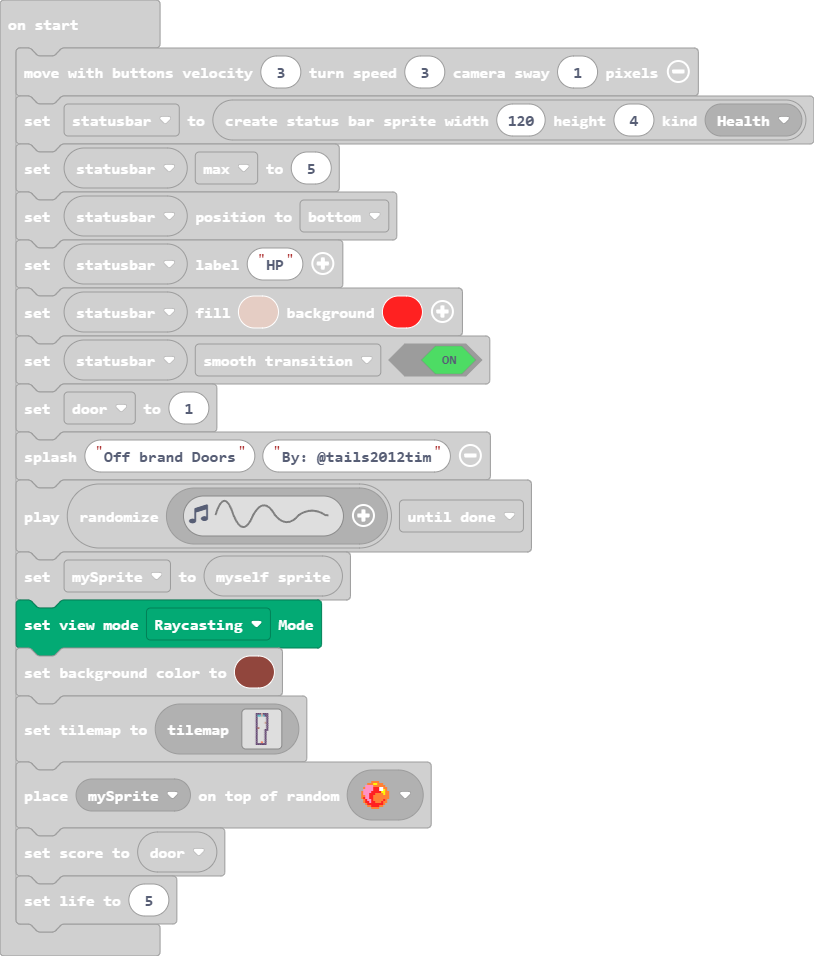 on start
move with buttons velocity 3 turn speed 3 camera sway 1 pixels
set statusbar to create status bar sprite width 120 height 4 kind Health
set statusbar max to 5
set statusbar position to bottom
set statusbar label "HP"
set statusbar fill background
set statusbar smooth transition ON
set door to 1
splash "Off brand Doors" "By: @tails2012tim"
play randomize until done
set mySprite to myself sprite
set view mode Raycasting Mode
set background color to
set tilemap to tilemap
place mySprite on top of random
set score to door
set life to 5